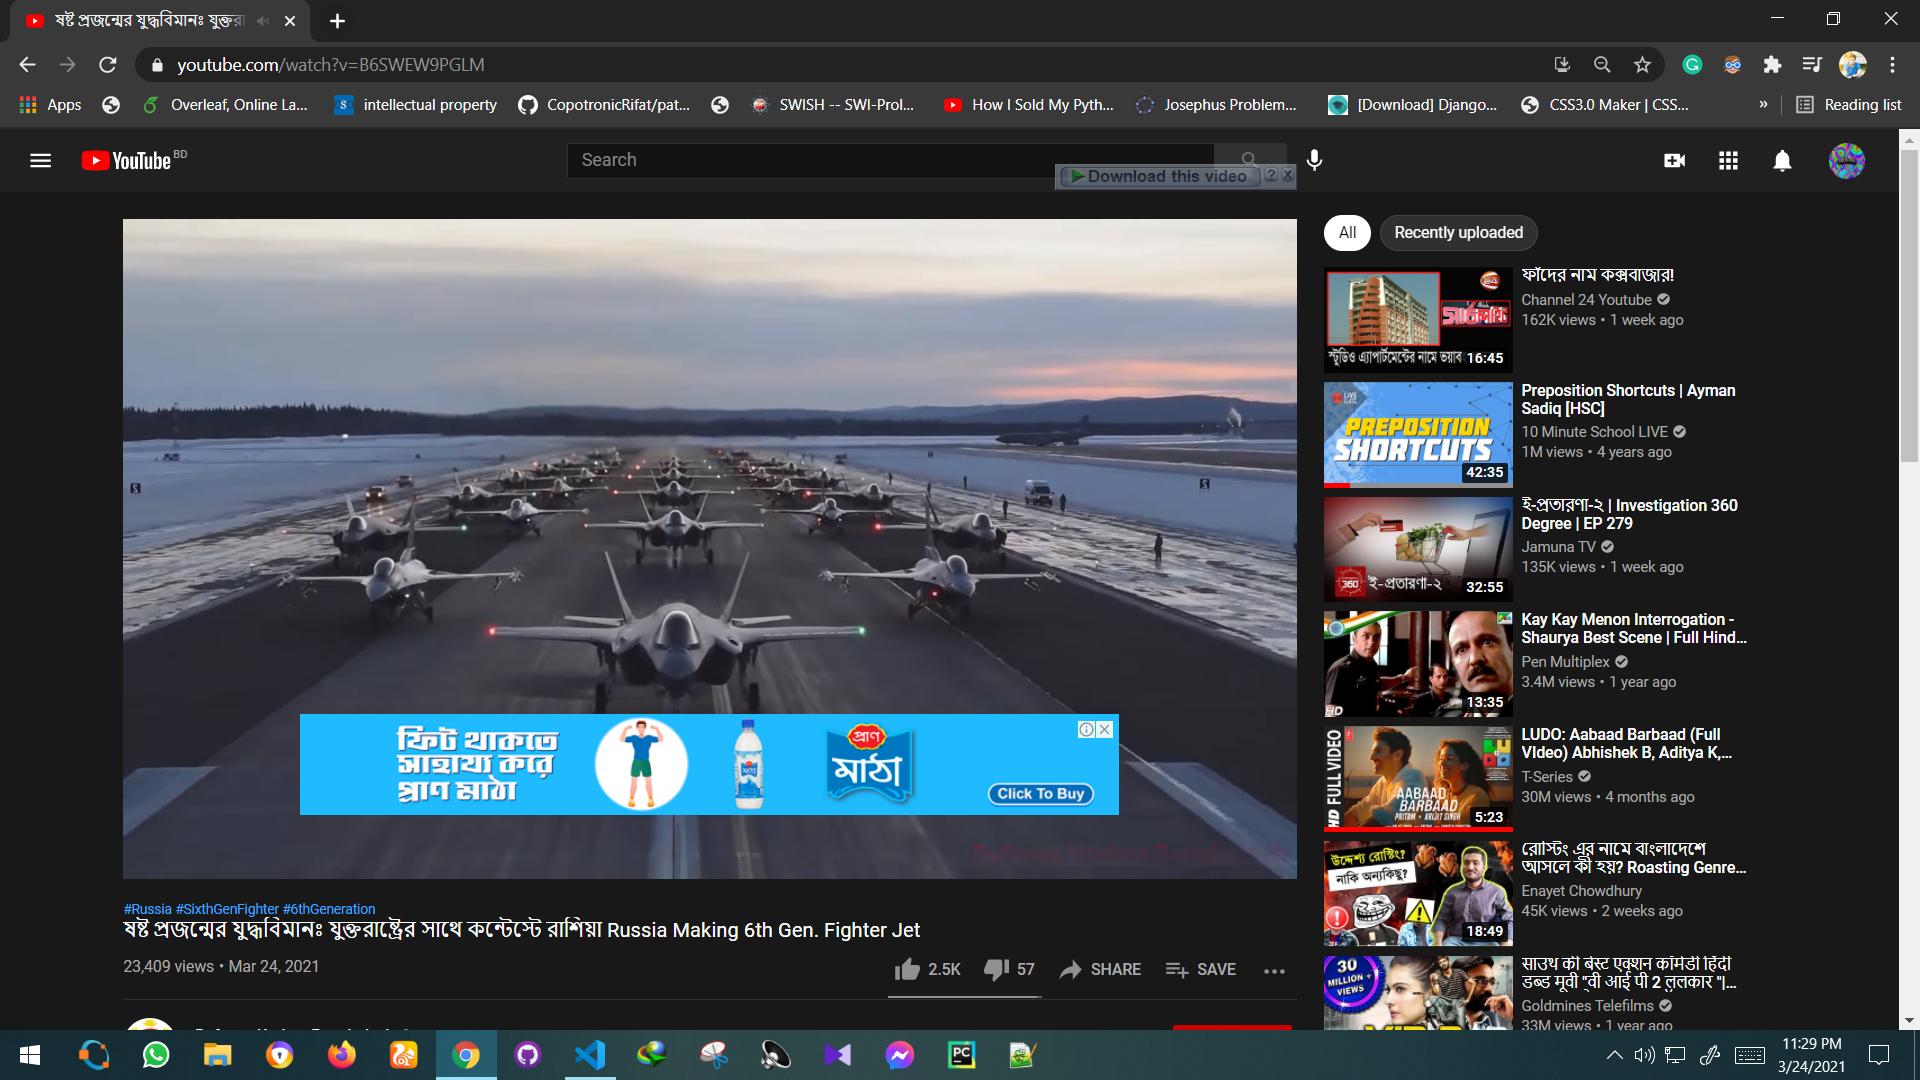 ষষ্ট প্রজন্মের যুদ্ধবিমানঃ যুক্তরা
youtube.com/watch?v=B6SWEW9PGLM
Apps
Overleaf, Online La...
intellectual property
CopotronicRifat/pat...
SWISH -- SWI-Prol...
How I Sold My Pyth...
Josephus Problem...
[Download] Django...
CSS3.0 Maker | CSS...
»
Reading list
YouTube BD
Search
Download this video
All
Recently uploaded
ফাঁদের নাম কক্সবাজার!
Channel 24 Youtube
162K views • 1 week ago
24
সার্চলাইট
স্টুডিও এ্যাপার্টমেন্টের নামে ভয়াব
16:45
Preposition Shortcuts | Ayman
Sadiq [HSC]
10 Minute School LIVE
1M views • 4 years ago
LIVE
PREPOSITION
SHORTCUTS
42:35
ই-প্রতারণা-২ | Investigation 360
Degree | EP 279
Jamuna TV
135K views • 1 week ago
360
ই-প্রতারণা-২
32:55
Kay Kay Menon Interrogation -
Shaurya Best Scene | Full Hind...
Pen Multiplex
3.4M views • 1 year ago
HD
13:35
LUDO: Aabaad Barbaad (Full
VIdeo) Abhishek B, Aditya K,...
T-Series
30M views • 4 months ago
HD FULL VIDEO
AABAAD
BARBAAD
PRITAM • ARIJIT SINGH
5:23
রোস্টিং এর নামে বাংলাদেশে
আসলে কী হয়? Roasting Genre...
Enayet Chowdhury
45K views • 2 weeks ago
উদ্দেশ্য রোস্টিং?
নাকি অন্যকিছু?
18:49
साउथ की बेस्ट एक्शन कॉमेडी हिंदी
डब्ड मूवी "वी आई पी 2 ललकार "|...
Goldmines Telefilms
33M views • 1 year ago
30
MILLION +
VIEWS
ফিট থাকতে
সাহায্য করে
প্রাণ মাঠা
প্রাণ
মাঠা
Click To Buy
#Russia #SixthGenFighter #6thGeneration
ষষ্ট প্রজন্মের যুদ্ধবিমানঃ যুক্তরাষ্ট্রের সাথে কন্টেস্টে রাশিয়া Russia Making 6th Gen. Fighter Jet
23,409 views • Mar 24, 2021
2.5K
57
SHARE
SAVE
11:29 PM
3/24/2021